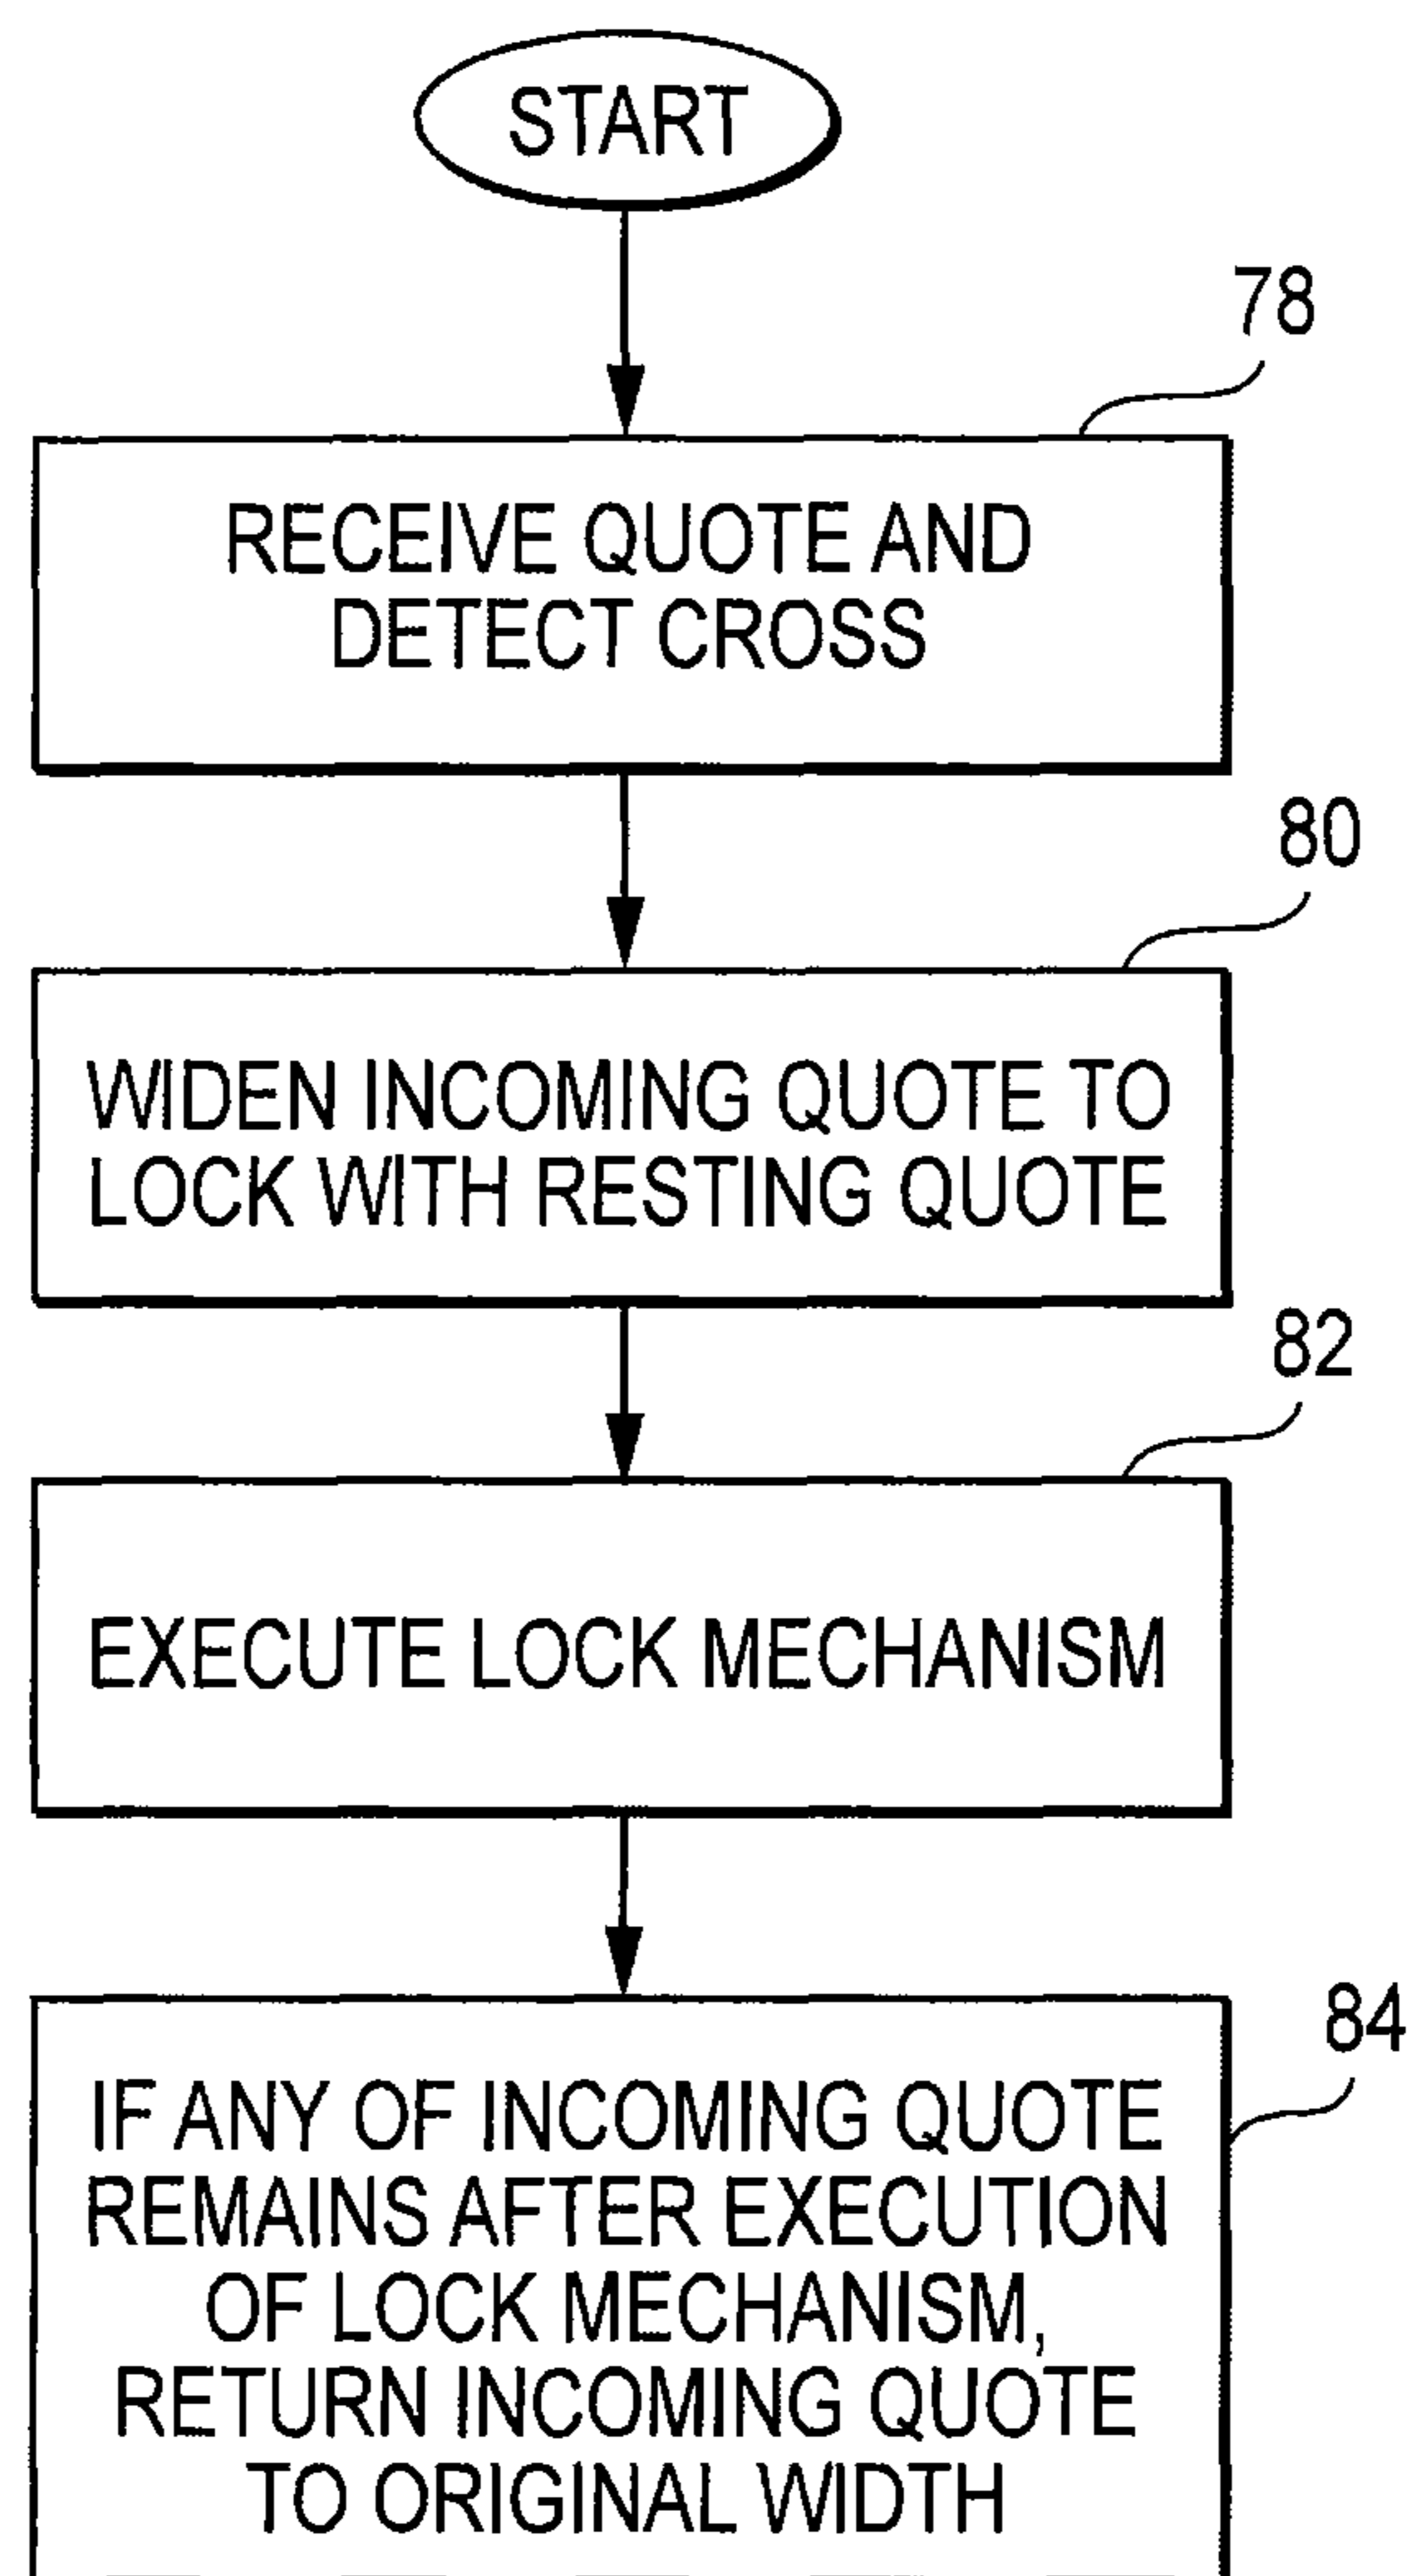 START
78
RECEIVE QUOTE AND
DETECT CROSS
80
WIDEN INCOMING QUOTE TO
LOCK WITH RESTING QUOTE
82
EXECUTE LOCK MECHANISM
84
IF ANY OF INCOMING QUOTE
REMAINS AFTER EXECUTION
OF LOCK MECHANISM,
RETURN INCOMING QUOTE
TO ORIGINAL WIDTH